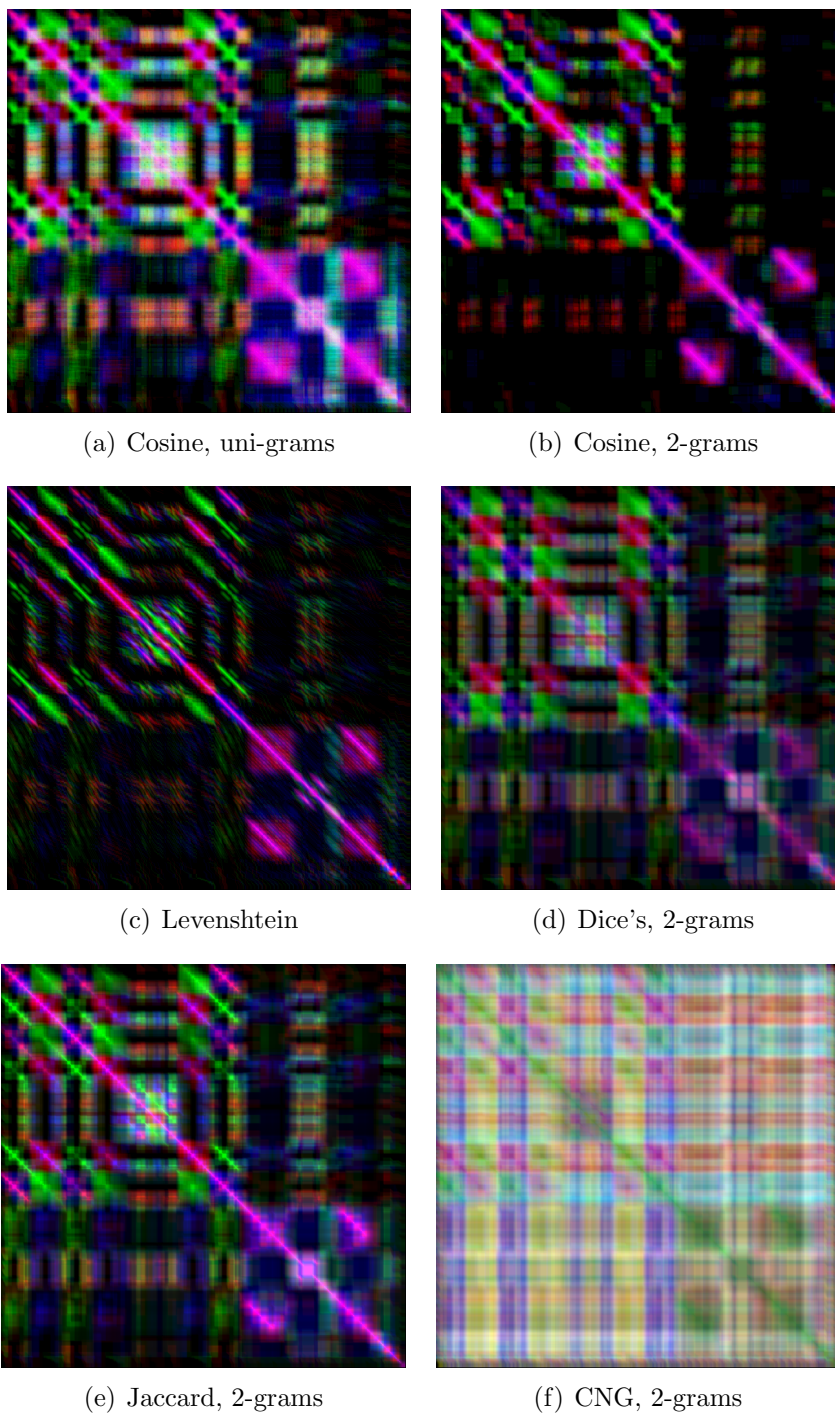 (a) Cosine, uni-grams
(b) Cosine, 2-grams
(c) Levenshtein
(d) Dice's, 2-grams
(e) Jaccard, 2-grams
(f) CNG, 2-grams